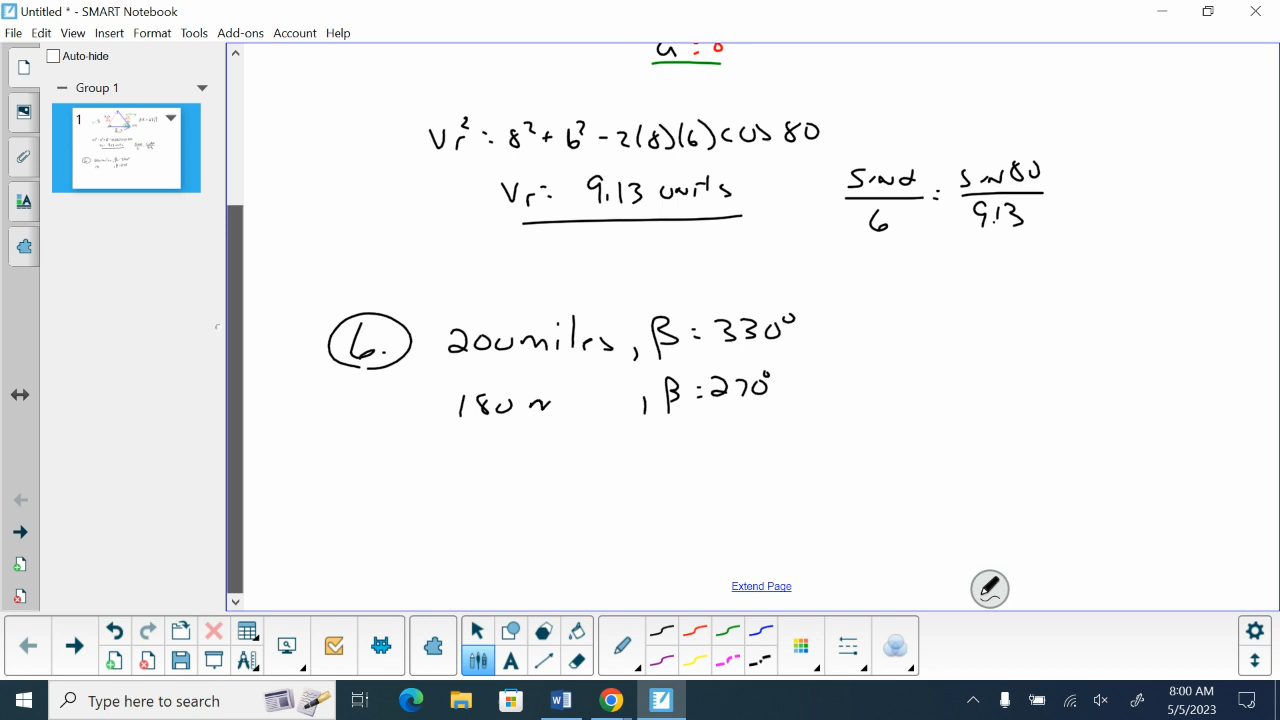 Untitled * - SMART Notebook
File Edit View Insert Format Tools Add-ons Account Help
Auto-hide
Group 1
1
Vr² = 8² + 6² - 2(8)(6) cos 80
Vr = 9.13 units
sin α / 6 = sin 80 / 9.13
6. 200 miles, β = 330°
180 m , β = 270°
Extend Page
Type here to search
8:00 AM
5/5/2023